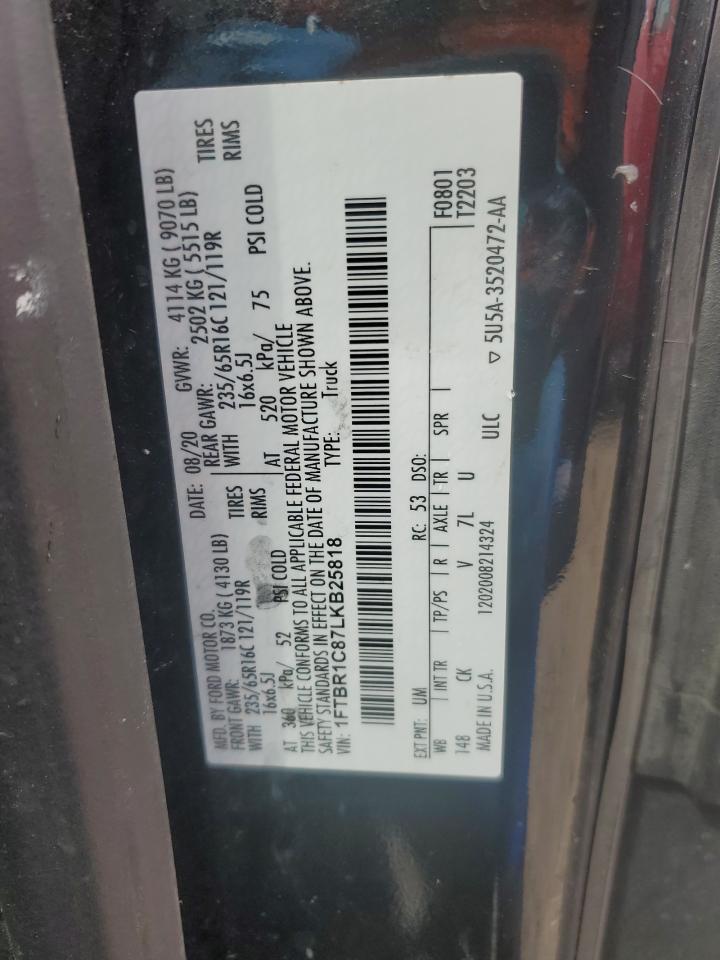 MFD. BY FORD MOTOR CO. DATE: 08/20 GVWR: 4114 KG ( 9070 LB)
FRONT GAWR: 1873 KG ( 4130 LB) REAR GAWR: 2502 KG ( 5515 LB)
WITH 235/65R16C 121/119R TIRES WITH 235/65R16C 121/119R TIRES
16x6.5J RIMS 16x6.5J RIMS
AT 360 kPa/ 52 PSI COLD AT 520 kPa/ 75 PSI COLD
THIS VEHICLE CONFORMS TO ALL APPLICABLE FEDERAL MOTOR VEHICLE
SAFETY STANDARDS IN EFFECT ON THE DATE OF MANUFACTURE SHOWN ABOVE.
VIN: 1FTBR1C87LKB25818 TYPE: Truck
EXT PNT: UM RC: 53 DSO: F0801
WB INT TR TP/PS R AXLE TR SPR T2203
148 CK V 7L U
MADE IN U.S.A. 1202008214324 ULC ▽ 5U5A-3520472-AA